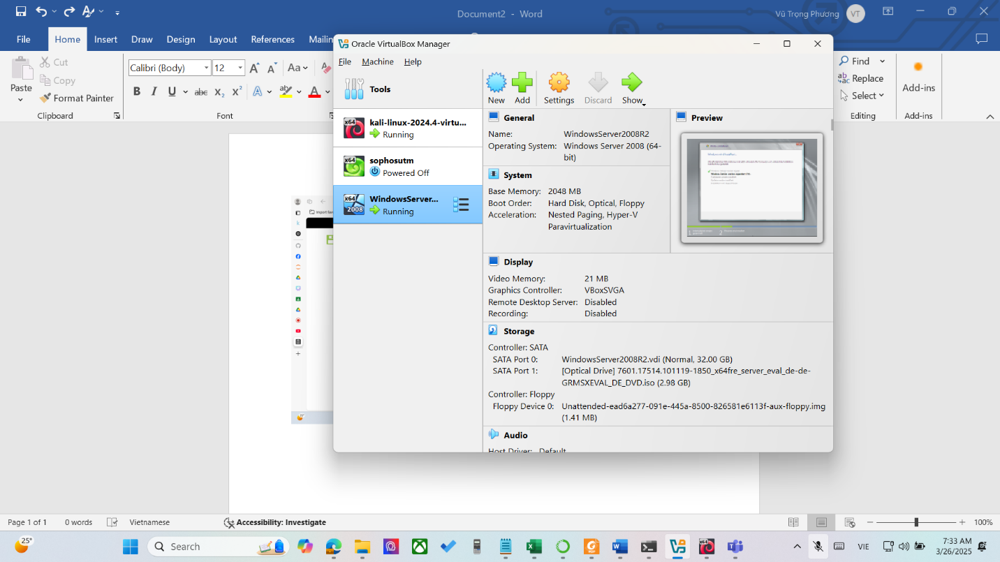 Document2 - Word
Vũ Trọng Phương
VT
File
Home
Insert
Draw
Design
Layout
References
Mailin
Paste
Cut
Copy
Format Painter
Clipboard
Calibri (Body)
12
Aa
B I U abc x2 x2 A ab A
Font
Find
Replace
Select
Editing
Add-ins
Add-ins
Import
Oracle VirtualBox Manager
File Machine Help
Tools
New
Add
Settings
Discard
Show
x64
kali-linux-2024.4-virtu...
Running
x64
sophosutm
Powered Off
x64
2008
WindowsServer...
Running
General
Name: WindowsServer2008R2
Operating System: Windows Server 2008 (64-
bit)
Preview
System
Base Memory: 2048 MB
Boot Order: Hard Disk, Optical, Floppy
Acceleration: Nested Paging, Hyper-V
Paravirtualization
Display
Video Memory: 21 MB
Graphics Controller: VBoxSVGA
Remote Desktop Server: Disabled
Recording: Disabled
Storage
Controller: SATA
SATA Port 0: WindowsServer2008R2.vdi (Normal, 32.00 GB)
SATA Port 1: [Optical Drive] 7601.17514.101119-1850_x64fre_server_eval_de-de-
GRMSXEVAL_DE_DVD.iso (2.98 GB)
Controller: Floppy
Floppy Device 0: Unattended-ead6a277-091e-445a-8500-826581e6113f-aux-floppy.img
(1.41 MB)
Audio
Host Driver: Default
Page 1 of 1
0 words
Vietnamese
Accessibility: Investigate
100%
25°
Search
VIE
7:33 AM
3/26/2025